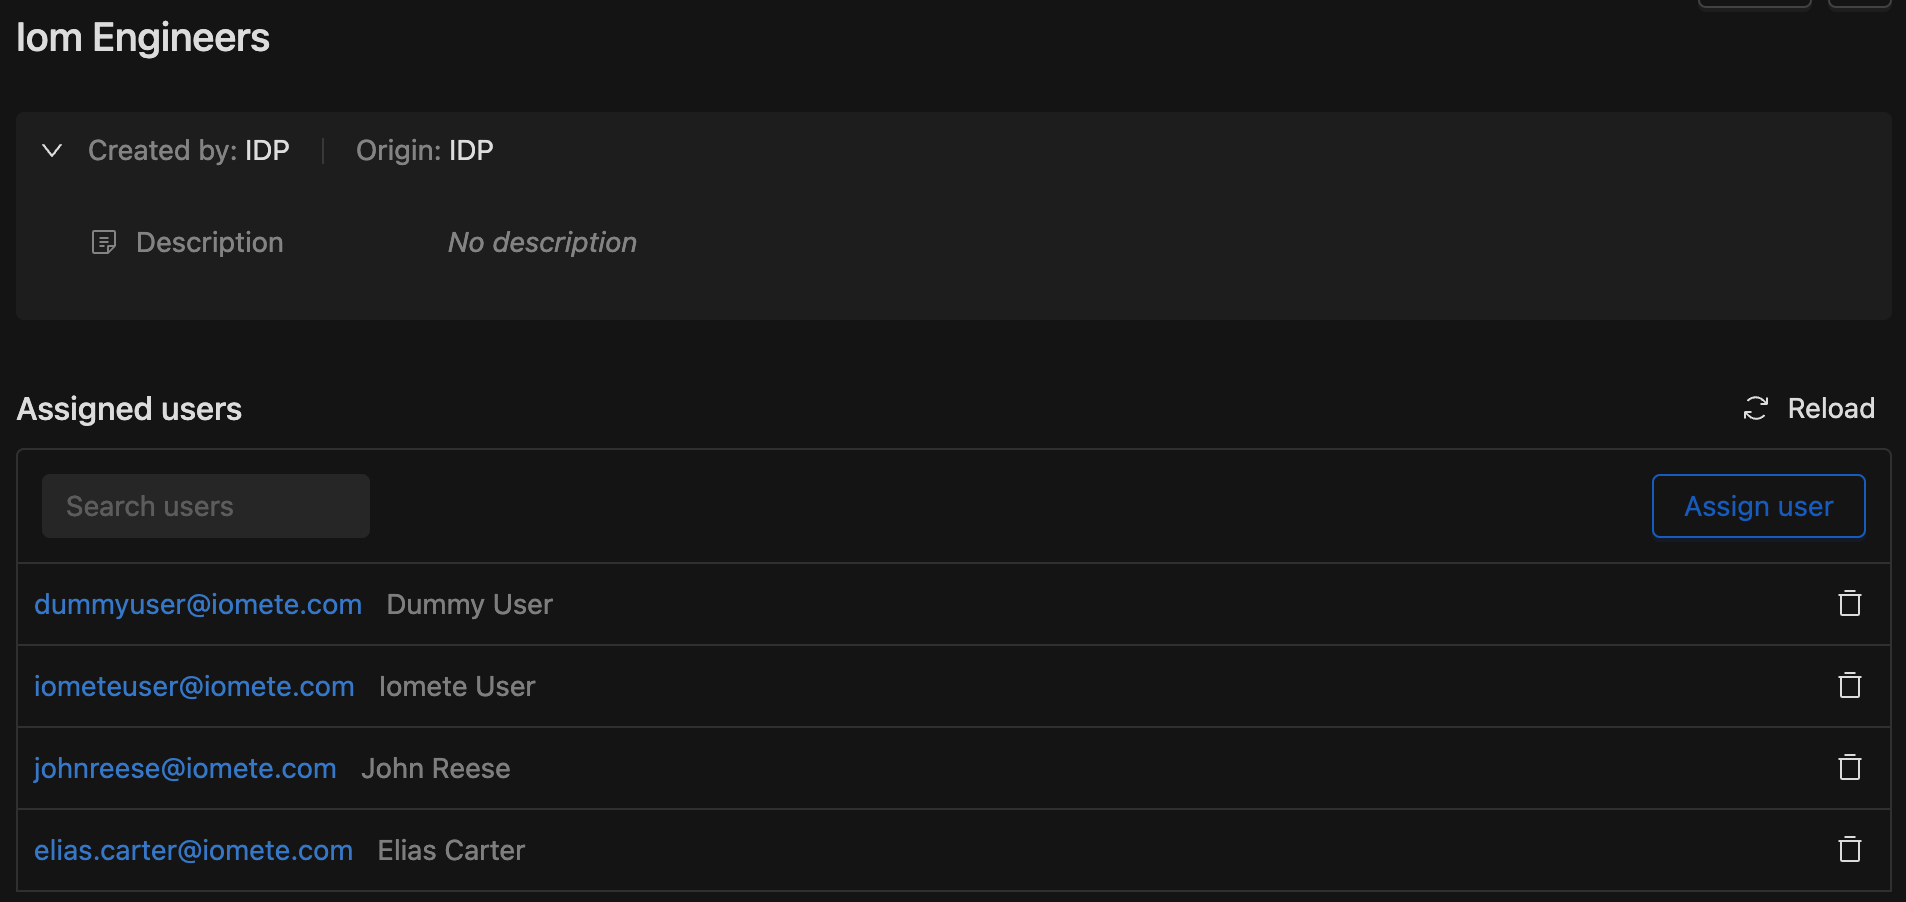 Iom Engineers
Created by: IDP Origin: IDP
Description No description
Assigned users Reload
Search users Assign user
dummyuser@iomete.com Dummy User
iometeuser@iomete.com Iomete User
johnreese@iomete.com John Reese
elias.carter@iomete.com Elias Carter